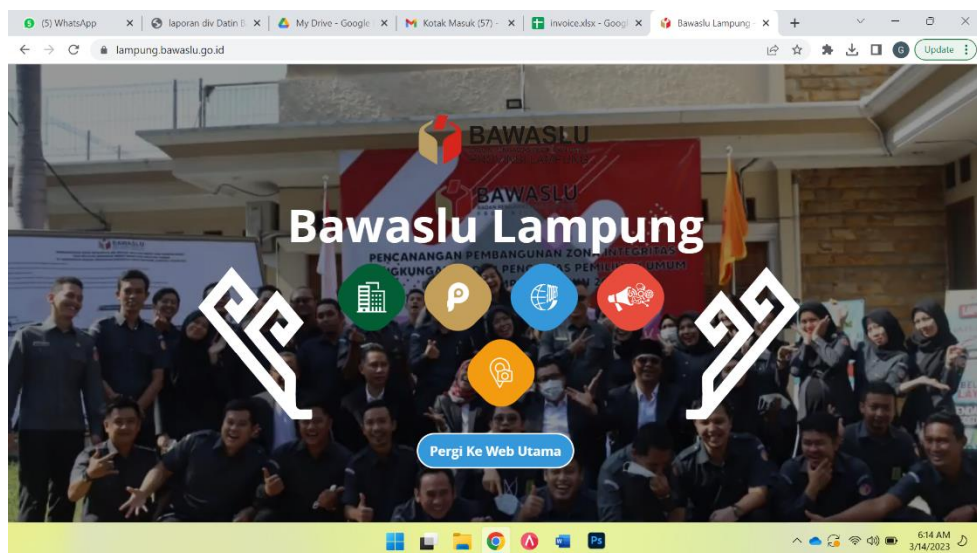 (5) WhatsApp
laporan div Datin B
My Drive - Google
Kotak Masuk (57) -
invoice.xlsx - Googl
Bawaslu Lampung -
lampung.bawaslu.go.id
G
Update
BAWASLU
BAWASLU
Bawaslu Lampung
PENCANANGAN PEMBANGUNAN ZONA INTEGRITAS
Pergi Ke Web Utama
Ps
6:14 AM
3/14/2023